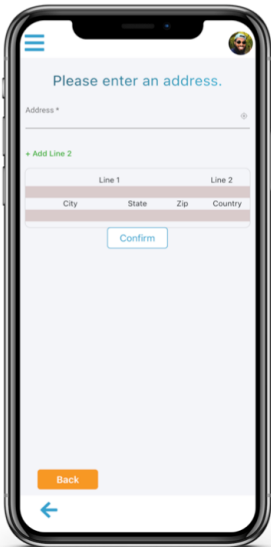 Please enter an address.
Address *
+ Add Line 2
Line 1 Line 2
City State Zip Country
Confirm
Back